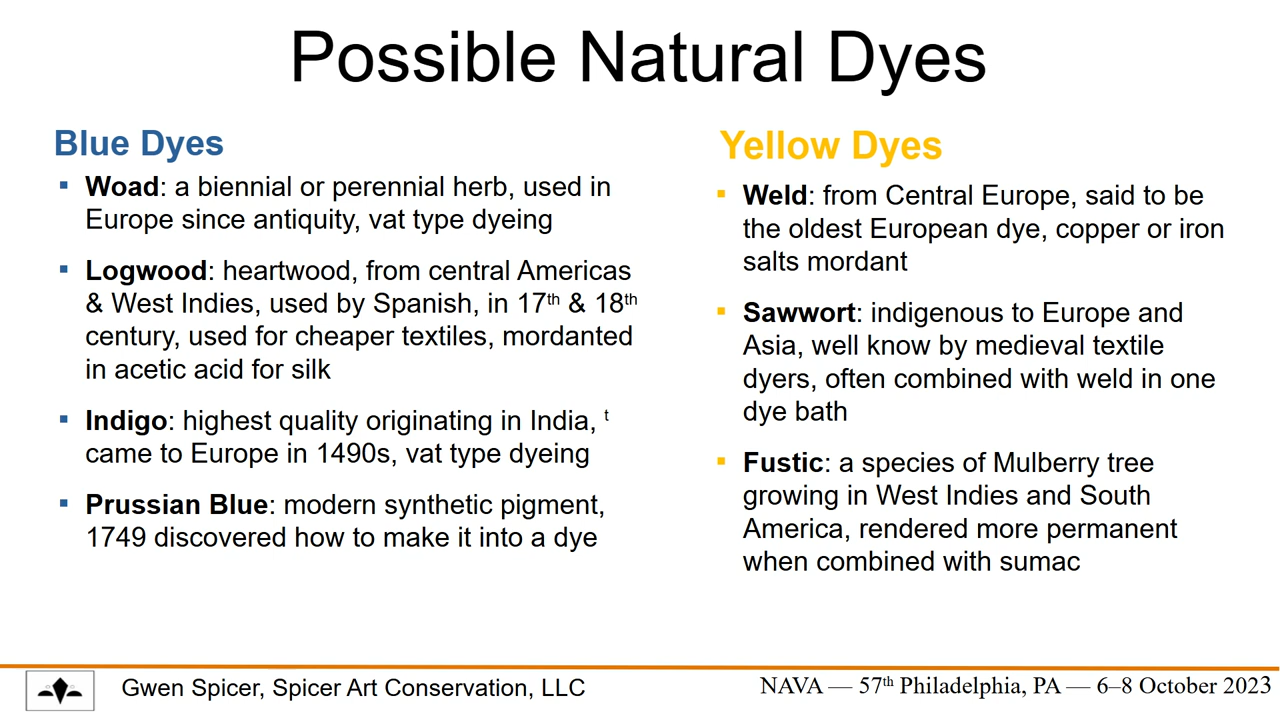 Possible Natural Dyes
Blue Dyes
▪ Woad: a biennial or perennial herb, used in
Europe since antiquity, vat type dyeing
▪ Logwood: heartwood, from central Americas
& West Indies, used by Spanish, in 17th & 18th
century, used for cheaper textiles, mordanted
in acetic acid for silk
▪ Indigo: highest quality originating in India, t
came to Europe in 1490s, vat type dyeing
▪ Prussian Blue: modern synthetic pigment,
1749 discovered how to make it into a dye
Yellow Dyes
▪ Weld: from Central Europe, said to be
the oldest European dye, copper or iron
salts mordant
▪ Sawwort: indigenous to Europe and
Asia, well know by medieval textile
dyers, often combined with weld in one
dye bath
▪ Fustic: a species of Mulberry tree
growing in West Indies and South
America, rendered more permanent
when combined with sumac
Gwen Spicer, Spicer Art Conservation, LLC
NAVA — 57th Philadelphia, PA — 6–8 October 2023